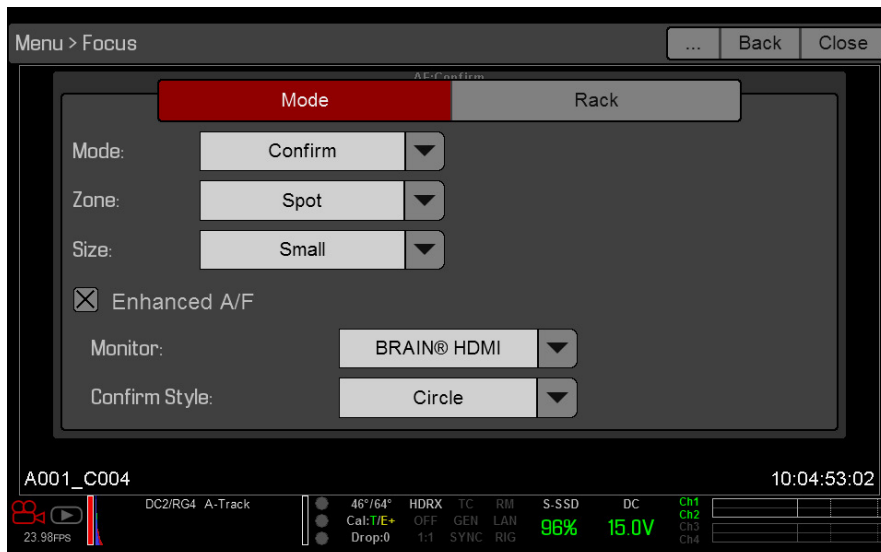 Menu > Focus ... Back Close
AF:Confirm
Mode Rack
Mode: Confirm
Zone: Spot
Size: Small
Enhanced A/F
Monitor: BRAIN® HDMI
Confirm Style: Circle
A001_C004 10:04:53:02
DC2/RG4 A-Track 46°/64° HDRX TC RM S-SSD DC Ch1
Cal:T/E+ OFF GEN LAN 96% 15.0V Ch2
23.98FPS Drop:0 1:1 SYNC RIG Ch3
Ch4